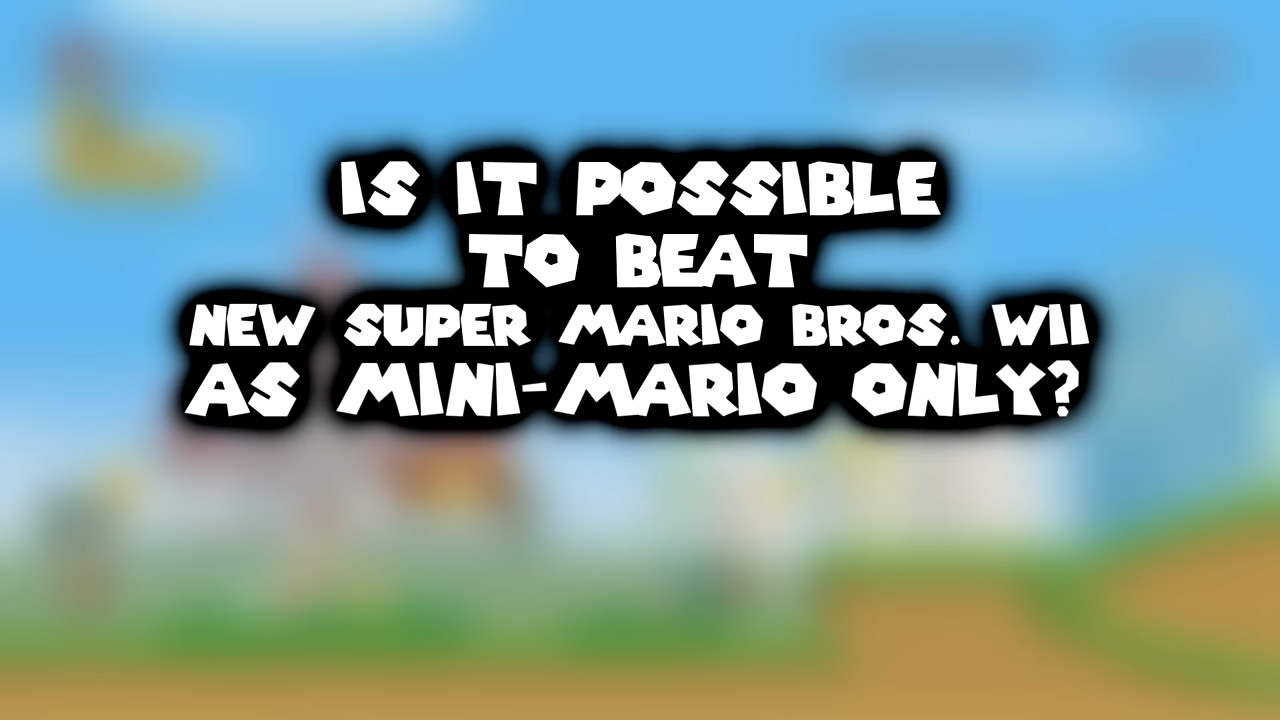 IS IT POSSIBLE
TO BEAT
NEW SUPER MARIO BROS. WII
AS MINI-MARIO ONLY?